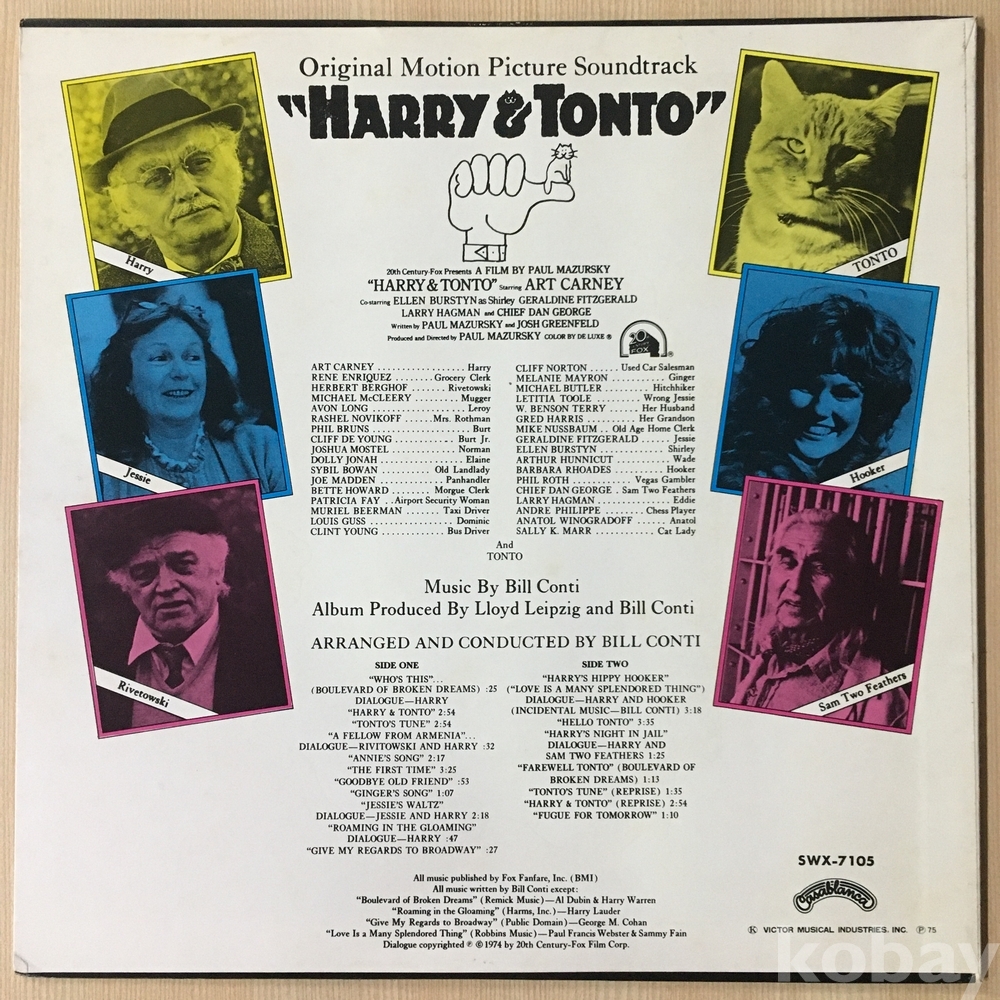 Original Motion Picture Soundtrack
"HARRY & TONTO"
Harry
TONTO
20th Century-Fox Presents A FILM BY PAUL MAZURSKY
"HARRY & TONTO" Starring ART CARNEY
Co-starring ELLEN BURSTYN as Shirley GERALDINE FITZGERALD
LARRY HAGMAN and CHIEF DAN GEORGE
Written by PAUL MAZURSKY and JOSH GREENFELD
Produced and Directed by PAUL MAZURSKY COLOR BY DE LUXE ®
20th CENTURY FOX ®
ART CARNEY .................... Harry
RENE ENRIQUEZ ........ Grocery Clerk
HERBERT BERGHOF ....... Rivetowski
MICHAEL McCLEERY ......... Mugger
AVON LONG ..................... Leroy
RASHEL NOVIKOFF ..... Mrs. Rothman
PHIL BRUNS ..................... Burt
CLIFF DE YOUNG ............ Burt Jr.
JOSHUA MOSTEL ............. Norman
DOLLY JONAH ................. Elaine
SYBIL BOWAN .......... Old Landlady
JOE MADDEN ............. Panhandler
BETTE HOWARD ........ Morgue Clerk
PATRICIA FAY .. Airport Security Woman
MURIEL BEERMAN ....... Taxi Driver
LOUIS GUSS .................. Dominic
CLINT YOUNG ............. Bus Driver
CLIFF NORTON ...... Used Car Salesman
MELANIE MAYRON ........... Ginger
MICHAEL BUTLER .......... Hitchhiker
LETITIA TOOLE ........ Wrong Jessie
W. BENSON TERRY ...... Her Husband
GRED HARRIS .......... Her Grandson
MIKE NUSSBAUM .. Old Age Home Clerk
GERALDINE FITZGERALD ...... Jessie
ELLEN BURSTYN ............. Shirley
ARTHUR HUNNICUT ........... Wade
BARBARA RHOADES .......... Hooker
PHIL ROTH ............ Vegas Gambler
CHIEF DAN GEORGE . Sam Two Feathers
LARRY HAGMAN ............... Eddie
ANDRE PHILIPPE ........ Chess Player
ANATOL WINOGRADOFF ...... Anatol
SALLY K. MARR ............ Cat Lady
And
TONTO
Jessie
Hooker
Music By Bill Conti
Album Produced By Lloyd Leipzig and Bill Conti
ARRANGED AND CONDUCTED BY BILL CONTI
Rivetowski
Sam Two Feathers
SIDE ONE
"WHO'S THIS"...
(BOULEVARD OF BROKEN DREAMS) :25
DIALOGUE—HARRY
"HARRY & TONTO" 2:54
"TONTO'S TUNE" 2:54
"A FELLOW FROM ARMENIA"...
DIALOGUE—RIVITOWSKI AND HARRY :32
"ANNIE'S SONG" 2:17
"THE FIRST TIME" 3:25
"GOODBYE OLD FRIEND" :53
"GINGER'S SONG" 1:07
"JESSIE'S WALTZ"
DIALOGUE—JESSIE AND HARRY 2:18
"ROAMING IN THE GLOAMING"
DIALOGUE—HARRY :47
"GIVE MY REGARDS TO BROADWAY" :27
SIDE TWO
"HARRY'S HIPPY HOOKER"
("LOVE IS A MANY SPLENDORED THING")
DIALOGUE—HARRY AND HOOKER
(INCIDENTAL MUSIC—BILL CONTI) 3:18
"HELLO TONTO" 3:35
"HARRY'S NIGHT IN JAIL"
DIALOGUE—HARRY AND
SAM TWO FEATHERS 1:25
"FAREWELL TONTO" (BOULEVARD OF
BROKEN DREAMS) 1:13
"TONTO'S TUNE" (REPRISE) 1:35
"HARRY & TONTO" (REPRISE) 2:54
"FUGUE FOR TOMORROW" 1:10
All music published by Fox Fanfare, Inc. (BMI)
All music written by Bill Conti except:
"Boulevard of Broken Dreams" (Remick Music)—Al Dubin & Harry Warren
"Roaming in the Gloaming" (Harms, Inc.)—Harry Lauder
"Give My Regards to Broadway" (Public Domain)—George M. Cohan
"Love Is a Many Splendored Thing" (Robbins Music)—Paul Francis Webster & Sammy Fain
Dialogue copyrighted ℗ ©1974 by 20th Century-Fox Film Corp.
SWX-7105
Casablanca
Ⓚ VICTOR MUSICAL INDUSTRIES, INC. ℗ 75
kobay